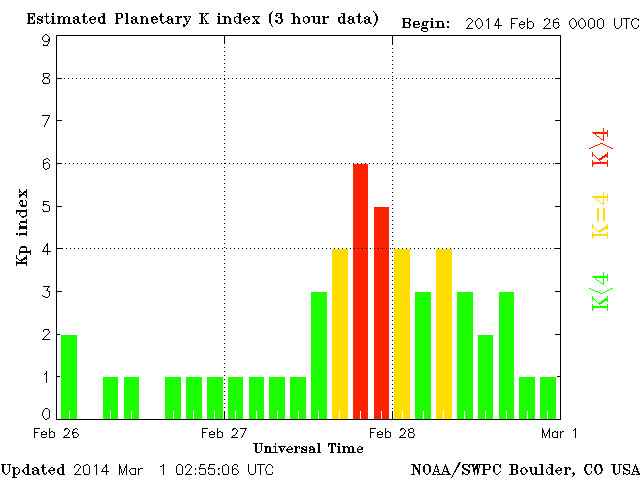 Estimated Planetary K index (3 hour data) Begin: 2014 Feb 26 0000 UTC
9
8
7
6
5
4
3
2
1
0
Kp index
K>4
K=4
K<4
Feb 26 Feb 27 Feb 28 Mar 1
Universal Time
Updated 2014 Mar 1 02:55:06 UTC NOAA/SWPC Boulder, CO USA